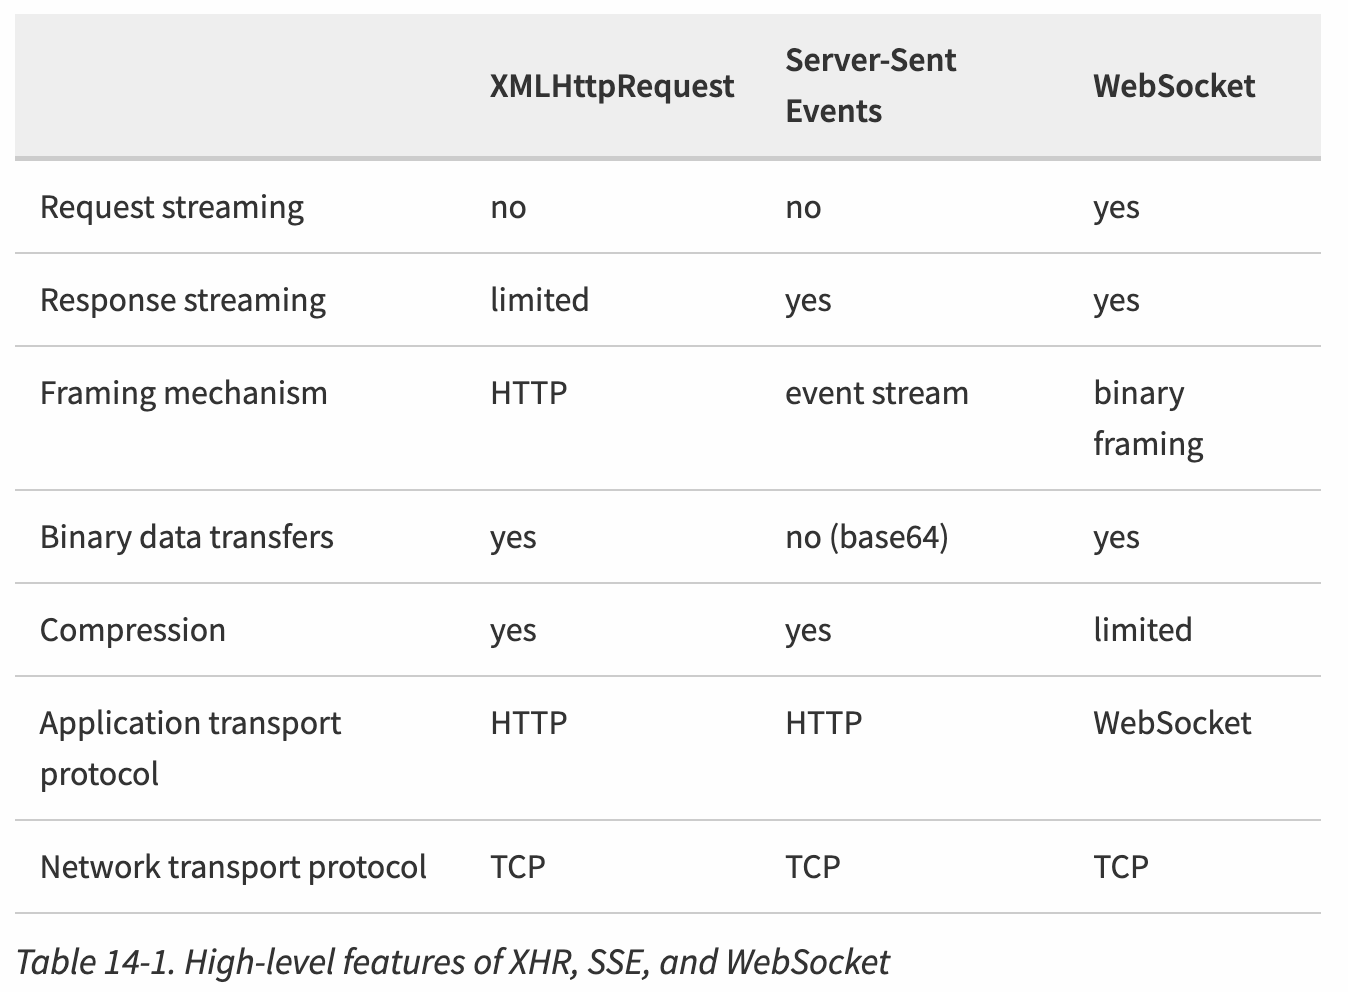 XMLHttpRequest Server-Sent Events WebSocket
Request streaming no no yes
Response streaming limited yes yes
Framing mechanism HTTP event stream binary framing
Binary data transfers yes no (base64) yes
Compression yes yes limited
Application transport protocol HTTP HTTP WebSocket
Network transport protocol TCP TCP TCP
Table 14-1. High-level features of XHR, SSE, and WebSocket